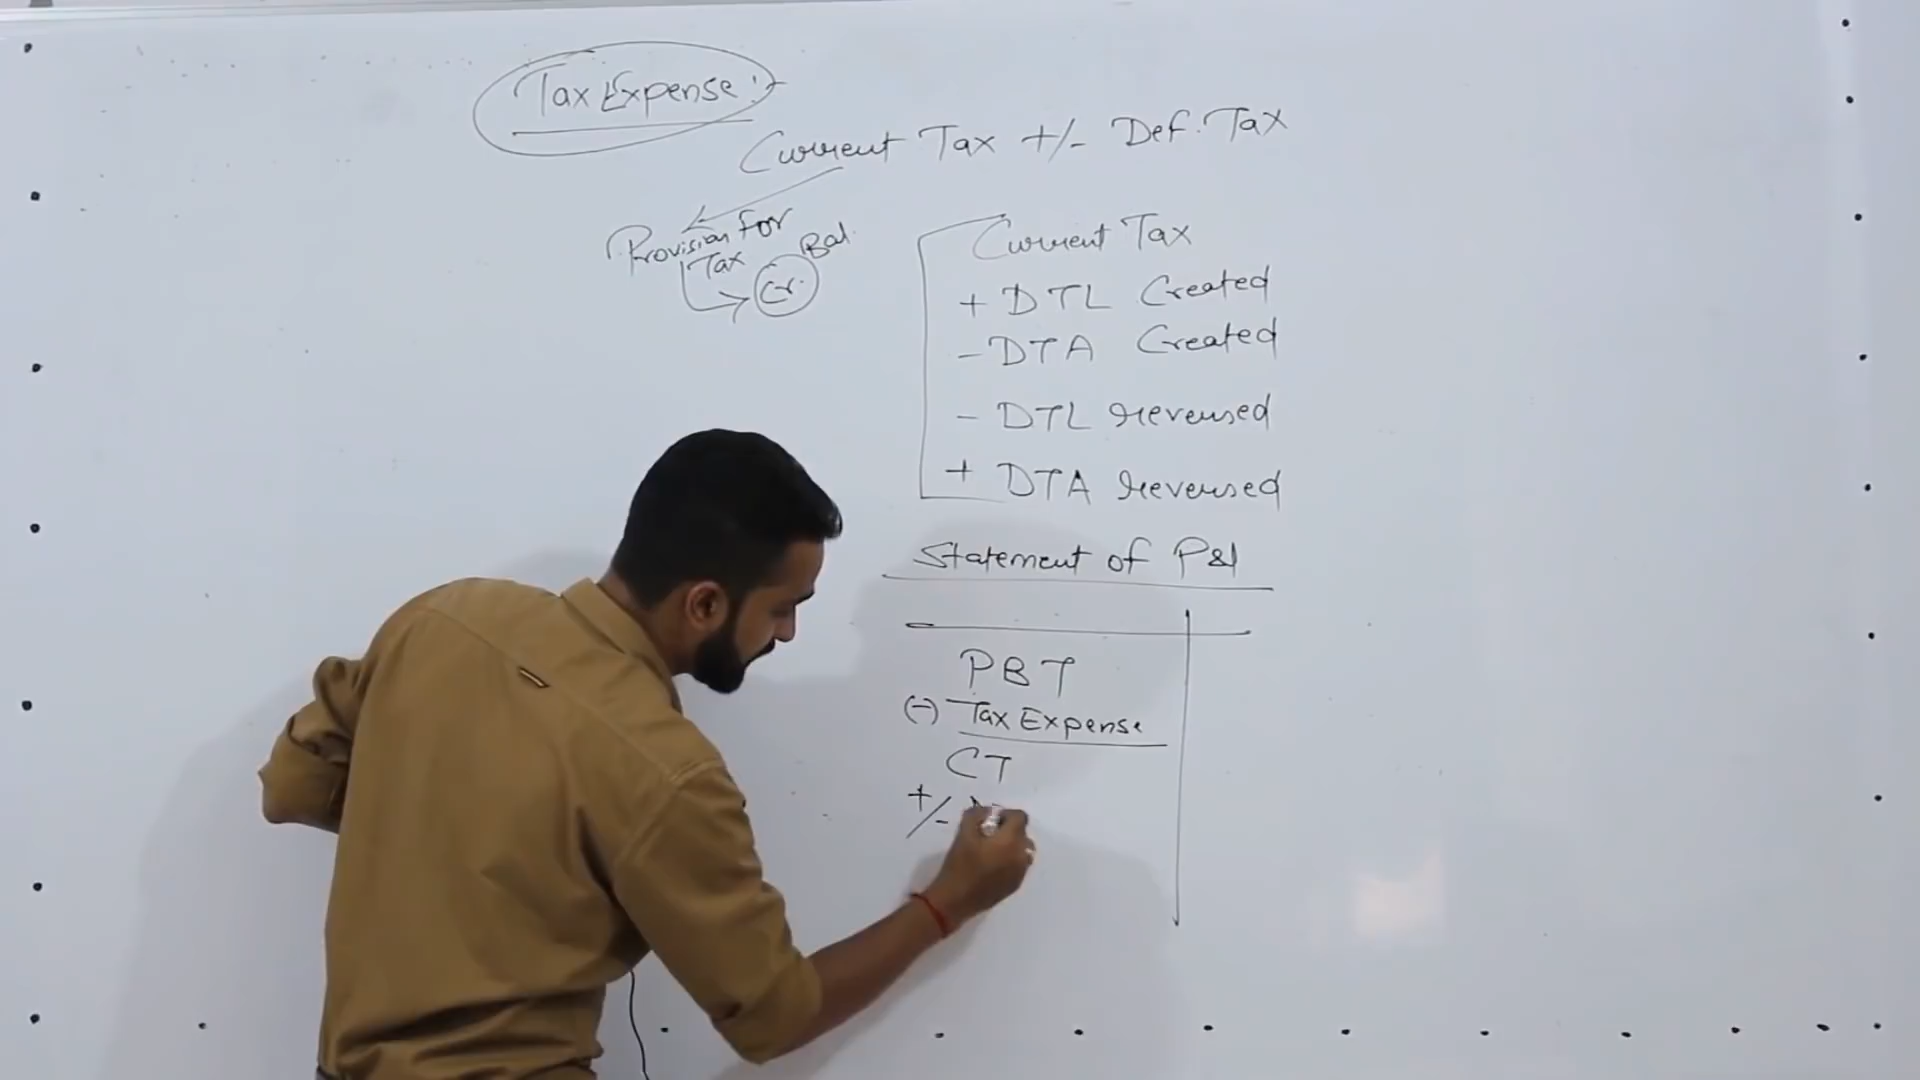 Tax Expense :-
Current Tax +/- Def. Tax
Provision For
Tax
Cr. Bal.
Current Tax
+ DTL Created
- DTA Created
- DTL reversed
+ DTA reversed
Statement of P&l
PBT
(-) Tax Expense
CT
+/-